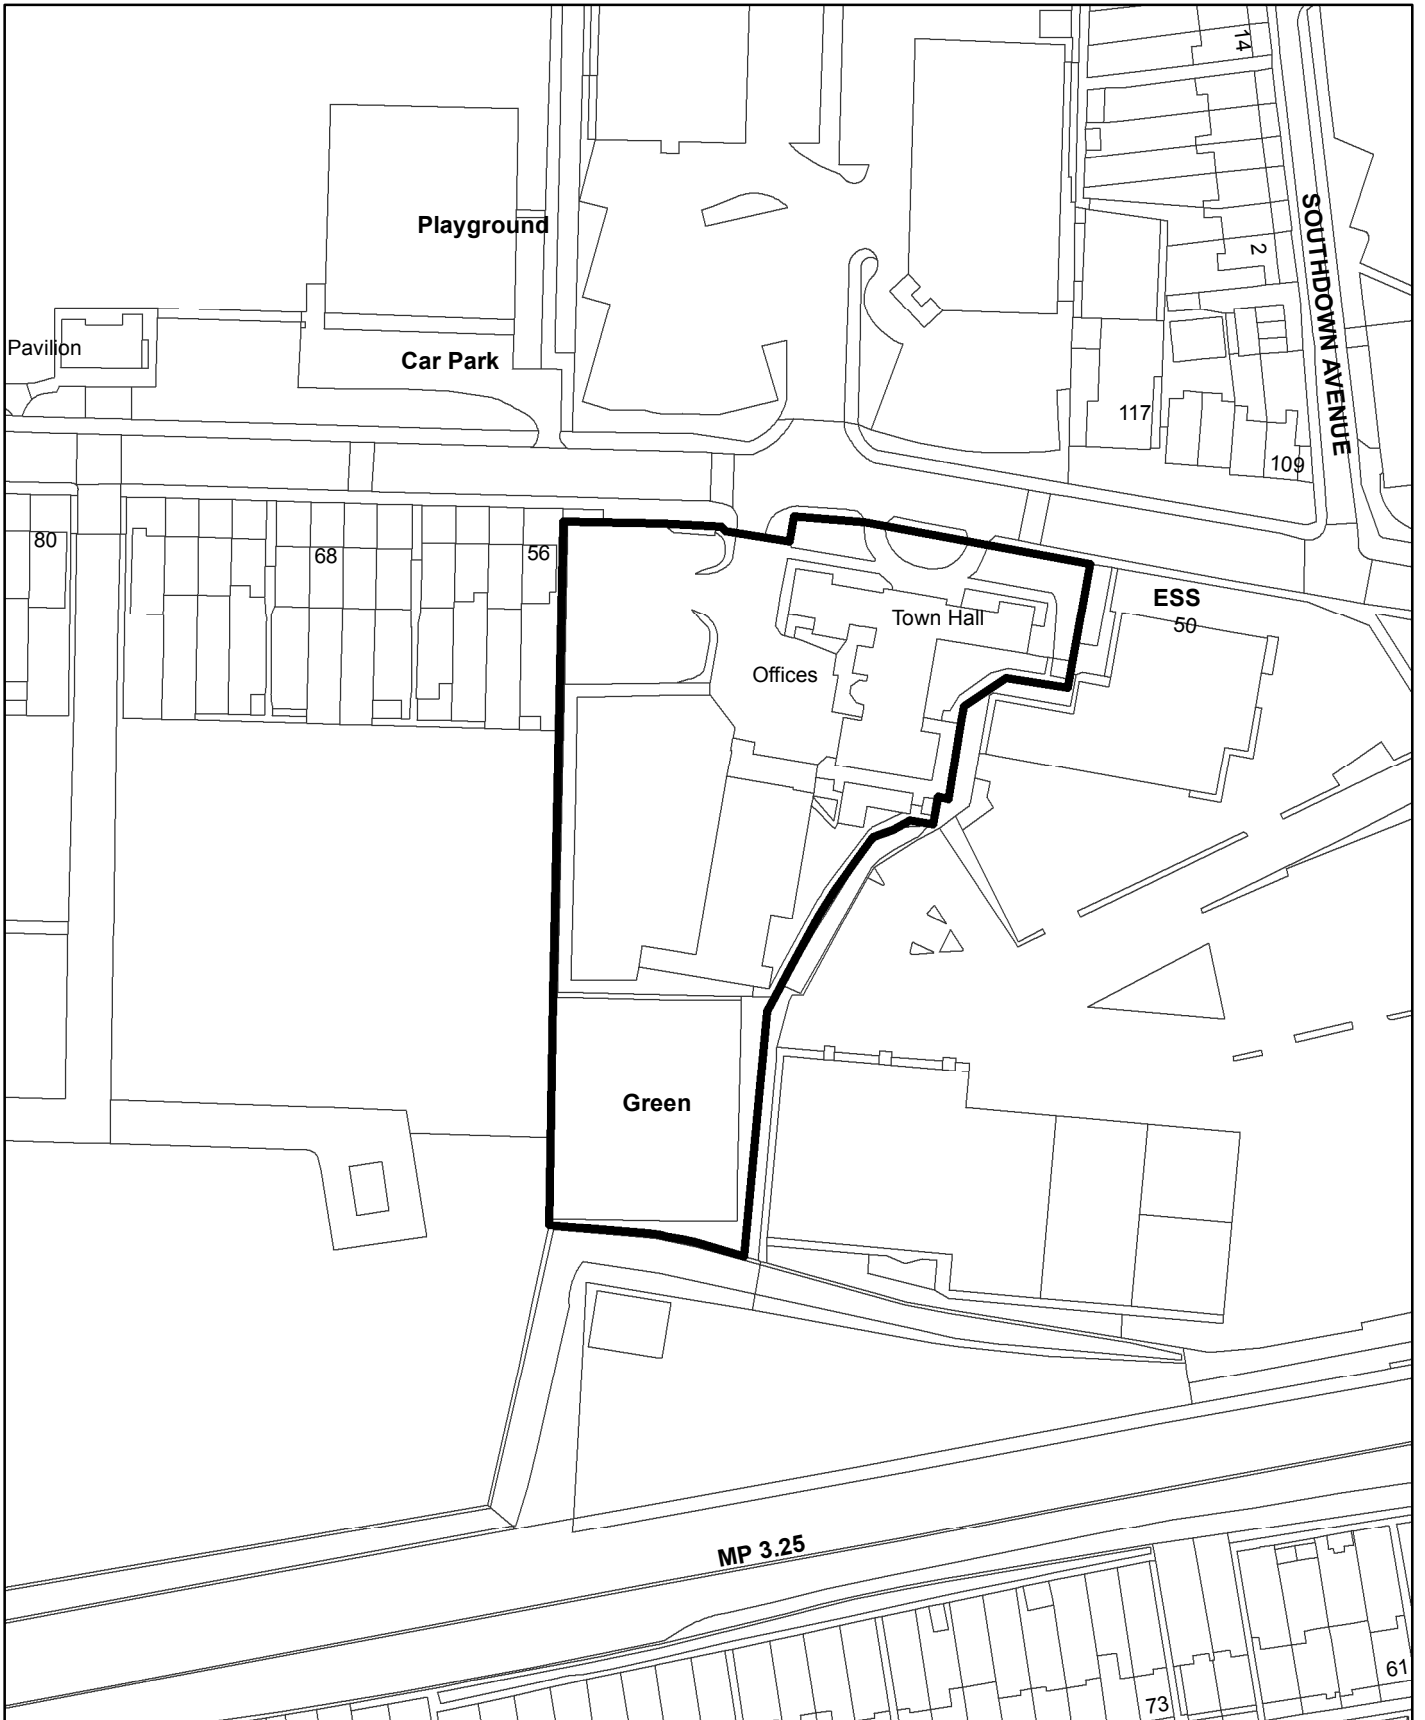 14
Playground
SOUTHDOWN AVENUE
2
Pavilion
Car Park
117
109
80
68
56
ESS
50
Town Hall
Offices
Green
MP 3.25
61
73